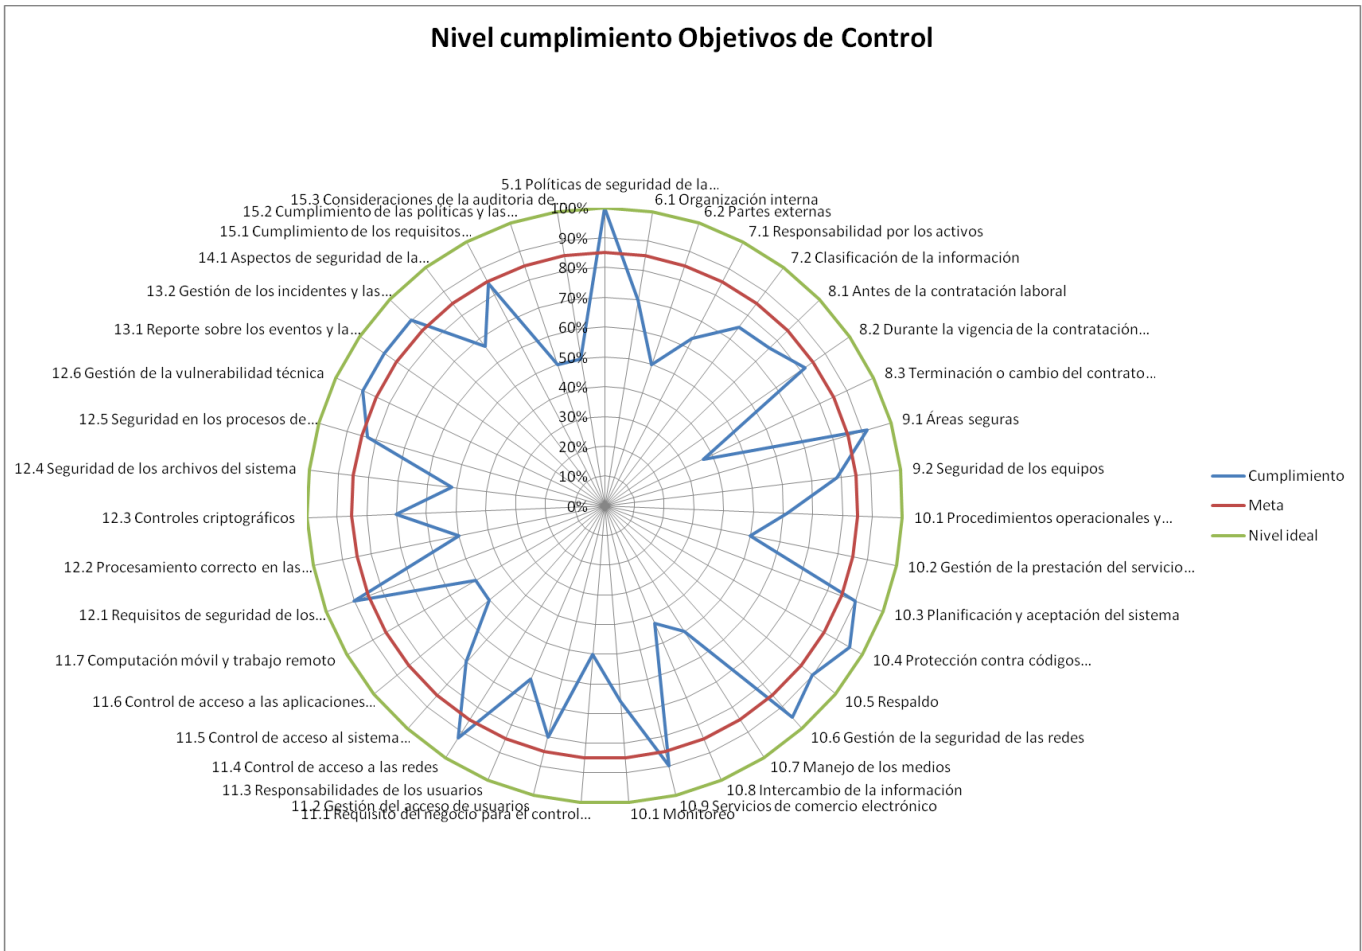 Nivel cumplimiento Objetivos de Control
5.1 Políticas de seguridad de la...
6.1 Organización interna
6.2 Partes externas
7.1 Responsabilidad por los activos
7.2 Clasificación de la información
8.1 Antes de la contratación laboral
8.2 Durante la vigencia de la contratación...
8.3 Terminación o cambio del contrato...
9.1 Áreas seguras
9.2 Seguridad de los equipos
10.1 Procedimientos operacionales y...
10.2 Gestión de la prestación del servicio...
10.3 Planificación y aceptación del sistema
10.4 Protección contra códigos...
10.5 Respaldo
10.6 Gestión de la seguridad de las redes
10.7 Manejo de los medios
10.8 Intercambio de la información
10.9 Servicios de comercio electrónico
10.1 Monitoreo
11.1 Requisito del negocio para el control...
11.2 Gestión del acceso de usuarios
11.3 Responsabilidades de los usuarios
11.4 Control de acceso a las redes
11.5 Control de acceso al sistema...
11.6 Control de acceso a las aplicaciones...
11.7 Computación móvil y trabajo remoto
12.1 Requisitos de seguridad de los...
12.2 Procesamiento correcto en las...
12.3 Controles criptográficos
12.4 Seguridad de los archivos del sistema
12.5 Seguridad en los procesos de...
12.6 Gestión de la vulnerabilidad técnica
13.1 Reporte sobre los eventos y la...
13.2 Gestión de los incidentes y las...
14.1 Aspectos de seguridad de la...
15.1 Cumplimiento de los requisitos...
15.2 Cumplimiento de las políticas y las...
15.3 Consideraciones de la auditoria de...
100%
90%
80%
70%
60%
50%
40%
30%
20%
10%
0%
Cumplimiento
Meta
Nivel ideal